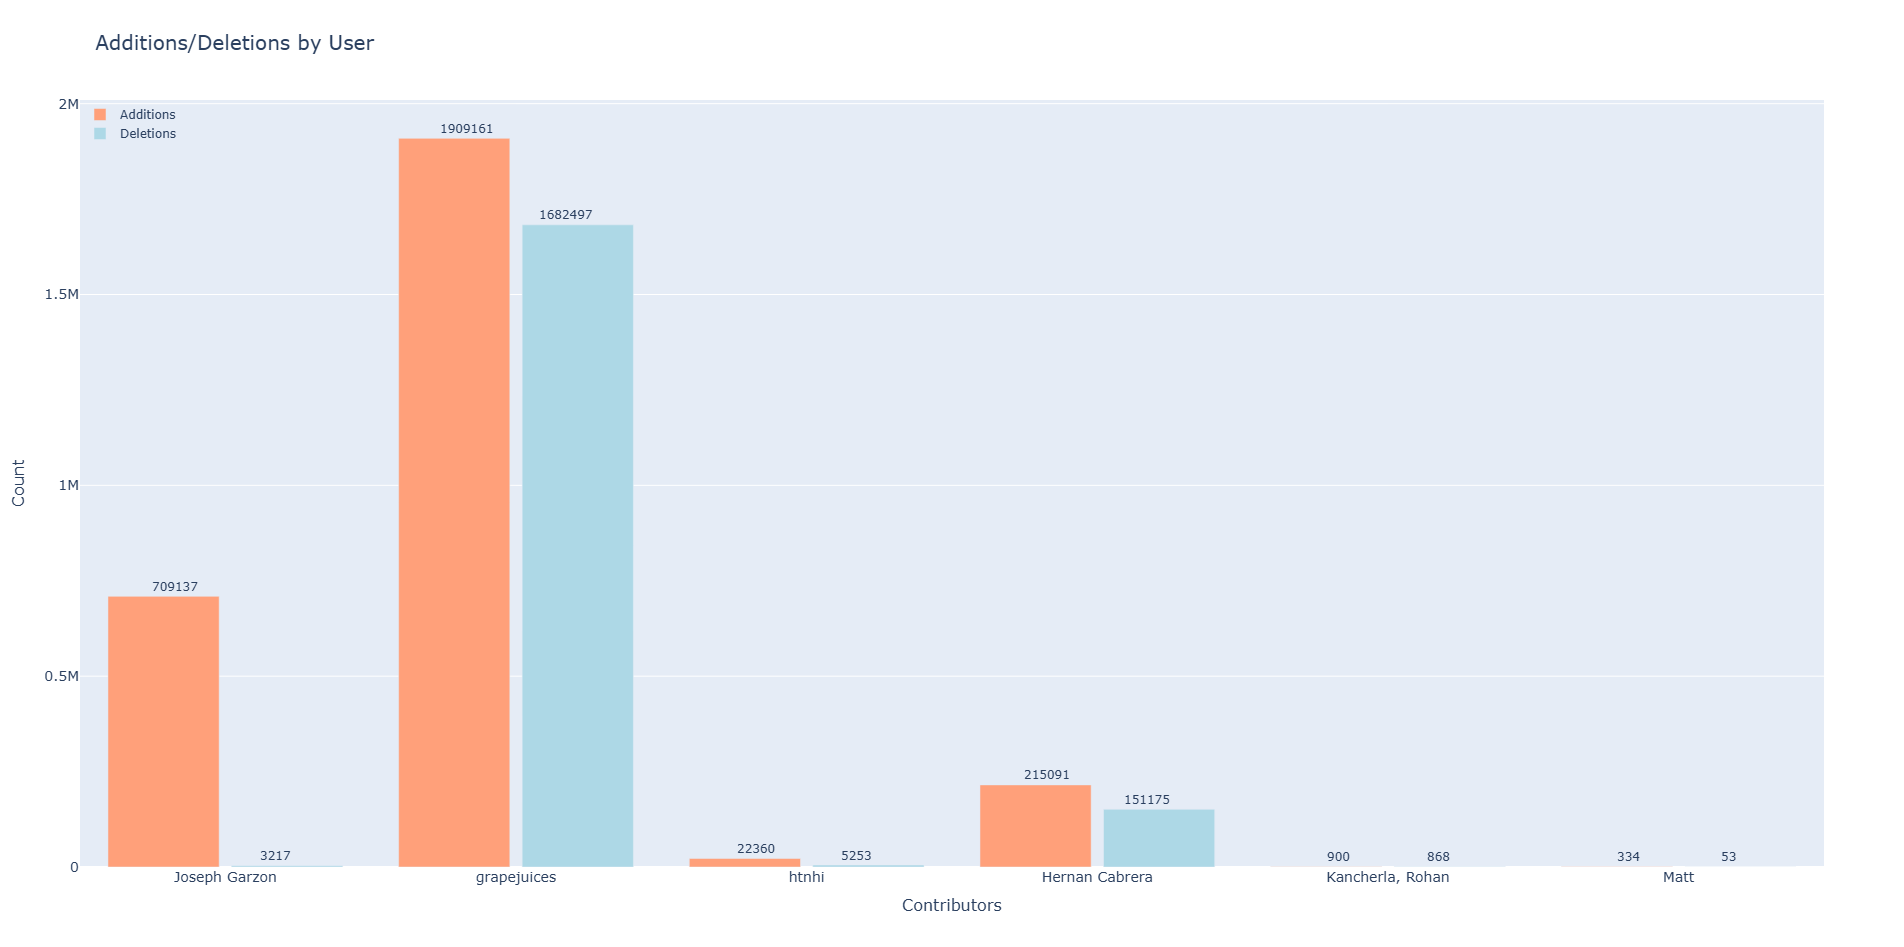 Additions/Deletions by User
Additions
Deletions
2M
1.5M
1M
0.5M
0
Count
709137
3217
1909161
1682497
22360
5253
215091
151175
900
868
334
53
Joseph Garzon
grapejuices
htnhi
Hernan Cabrera
Kancherla, Rohan
Matt
Contributors